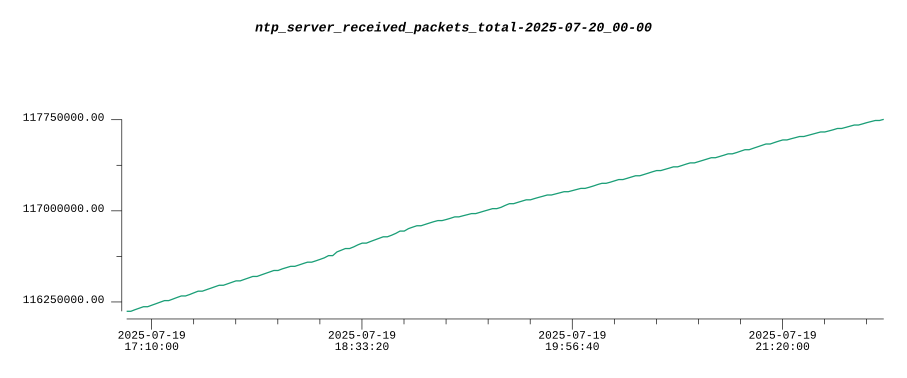 ntp_server_received_packets_total-2025-07-20_00-00
117750000.00
117000000.00
116250000.00
2025-07-19 2025-07-19 2025-07-19 2025-07-19
17:10:00 18:33:20 19:56:40 21:20:00